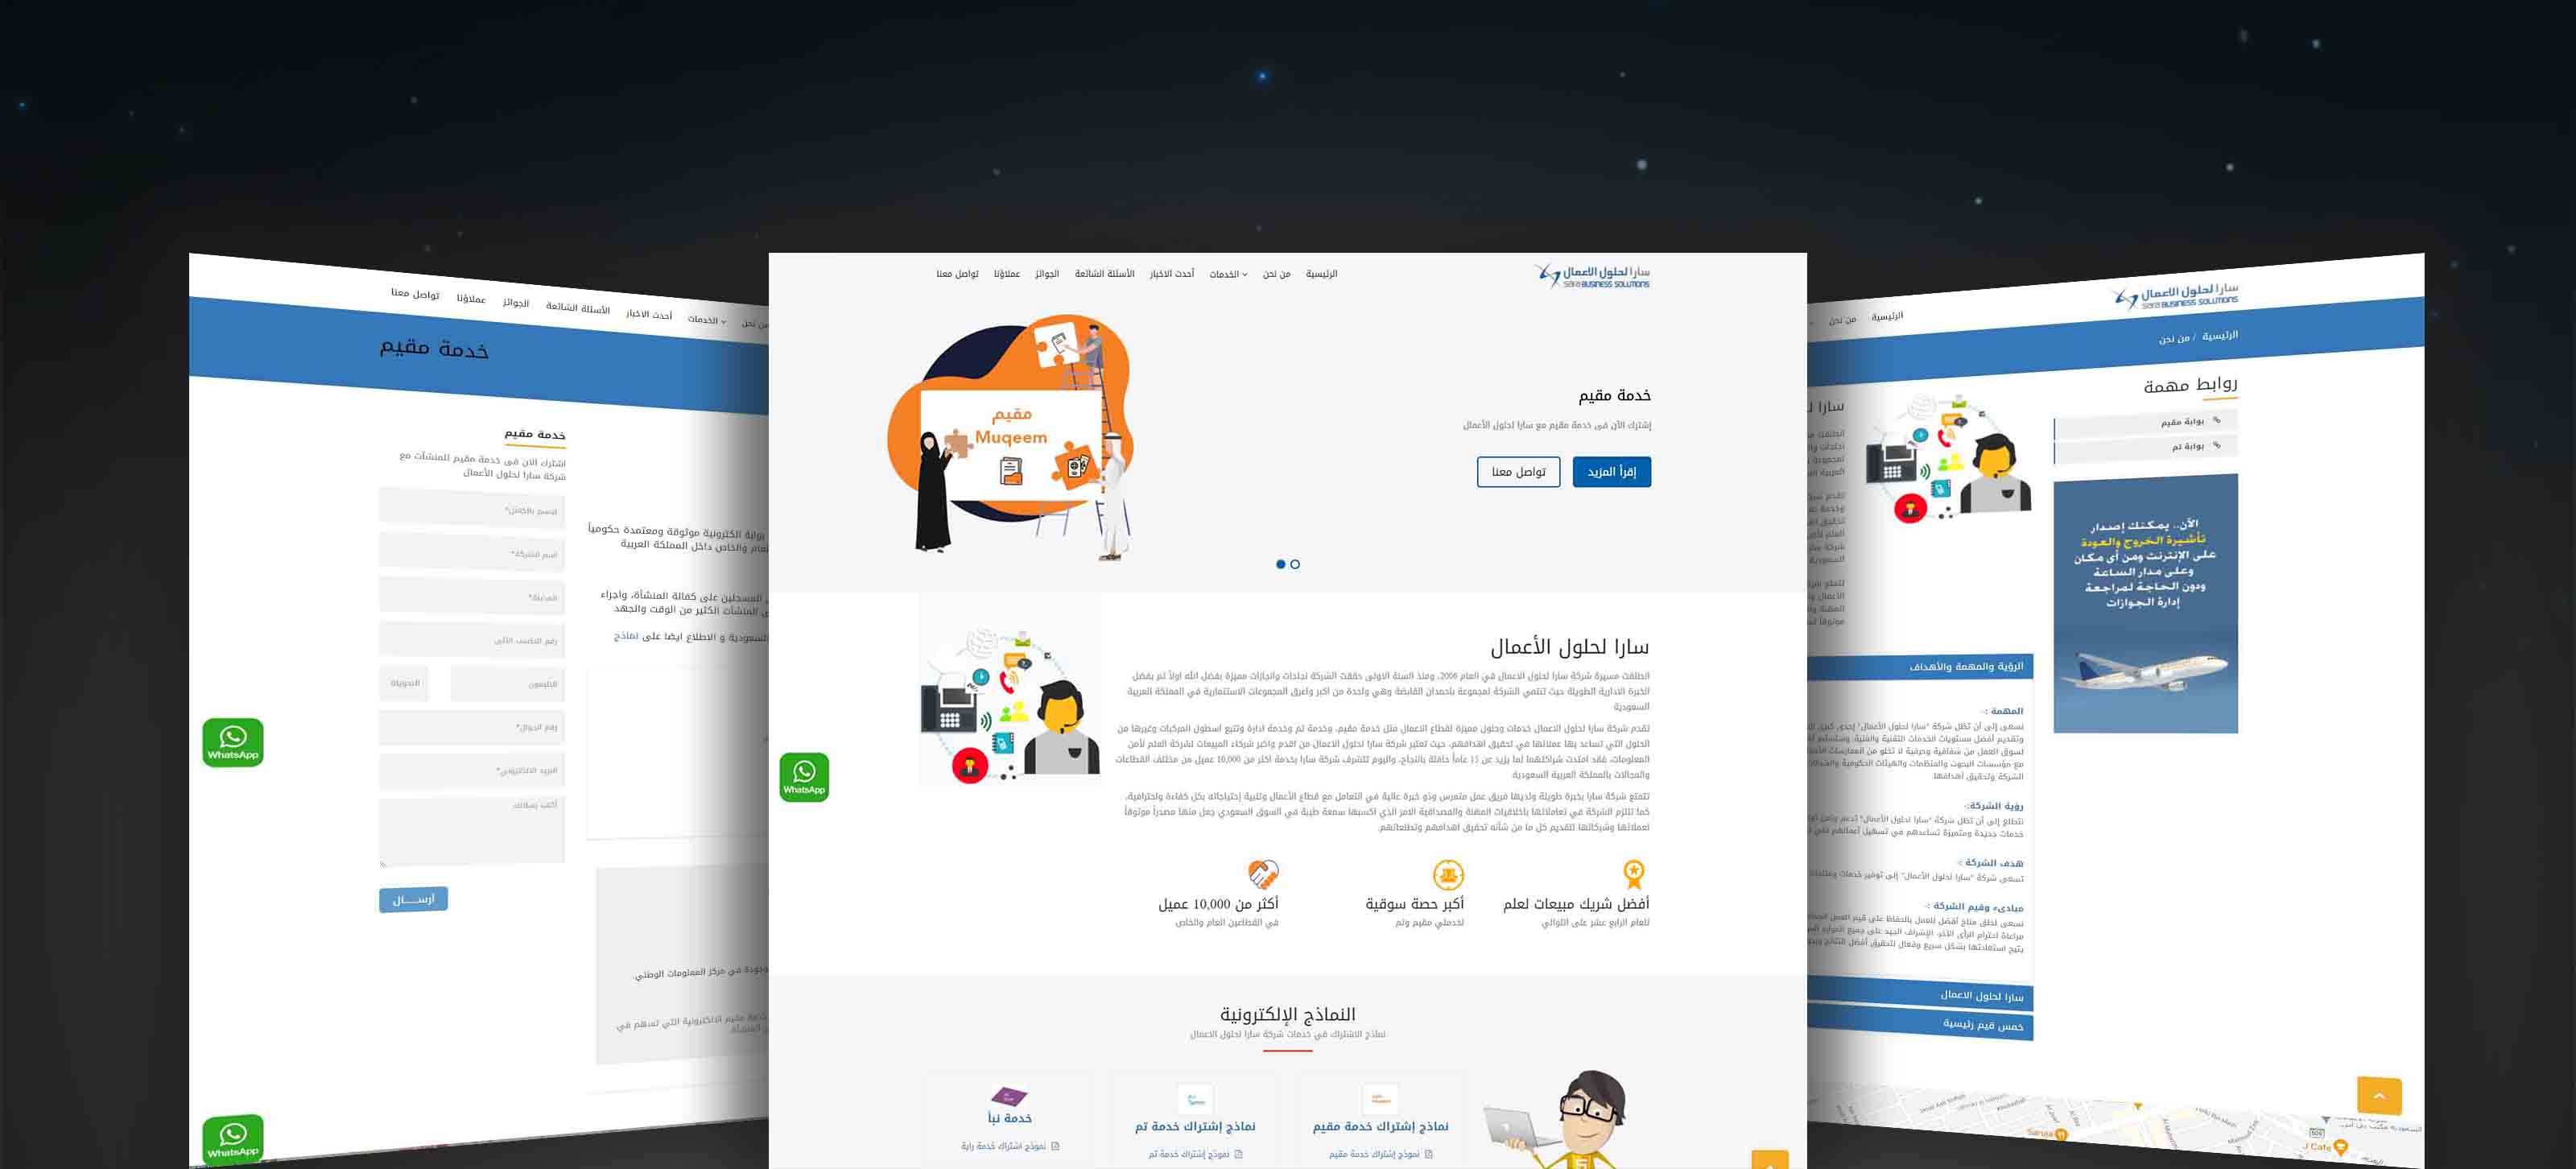 الرئيسية
من نحن
الخدمات
أحدث الاخبار
الأسئلة الشائعة
الجوائز
عملاؤنا
تواصل معنا
سارا لحلول الاعمال
sara BUSINESS SOLUTIONS
مقيم
Muqeem
خدمة مقيم
إشترك الأن فى خدمة مقيم مع سارا لحلول الأعمال
إقرأ المزيد
تواصل معنا
سارا لحلول الأعمال
انطلقت مسيرة شركة سارا لحلول الاعمال في العام 2006، ومنذ السنة الاولى حققت الشركة نجاحات وانجازات مميزة بفضل الله اولاً ثم بفضل
الخبرة الادارية الطويلة حيث تنتمي الشركة لمجموعة باحمدان القابضة وهي واحدة من اكبر واعرق المجموعات الاستثمارية في المملكة العربية
السعودية
تقدم شركة سارا لحلول الاعمال خدمات وحلول مميزة لقطاع الاعمال مثل خدمة مقيم، وخدمة تم وخدمة ادارة وتتبع اسطول المركبات وغيرها من
الحلول التي تساعد بها عملائها في تحقيق اهدافهم، حيث تعتبر شركة سارا لحلول الاعمال من اقدم واكبر شركاء المبيعات لشركة العلم لأمن
المعلومات، فقد امتدت شراكتهما لما يزيد عن 15 عاماً حافلة بالنجاح، واليوم تتشرف شركة سارا بخدمة اكثر من 10,000 عميل من مختلف القطاعات
والمجالات بالمملكة العربية السعودية
تتمتع شركة سارا بخبرة طويلة ولديها فريق عمل متمرس وذو خبرة عالية في التعامل مع قطاع الأعمال وتلبية إحتياجاته بكل كفاءة واحترافية،
كما تلتزم الشركة في تعاملاتها باخلاقيات المهنة والمصداقية الامر الذي اكسبها سمعة طيبة في السوق السعودي جعل منها مصدراً موثوقاً
لعملائها وشركائها لتقديم كل ما من شأنه تحقيق اهدافهم وتطلعاتهم
أفضل شريك مبيعات لعلم
للعام الرابع عشر على التوالي
أكبر حصة سوقية
لخدمتي مقيم وتم
أكثر من 10,000 عميل
في القطاعين العام والخاص
النماذج الإلكترونية
نماذج الاشتراك في خدمات شركة سارا لحلول الاعمال
نماذج إشتراك خدمة مقيم
نموذج إشتراك خدمة مقيم
نماذج إشتراك خدمة تم
نموذج إشتراك خدمة تم
خدمة نبأ
نموذج اشتراك خدمة راية
WhatsApp
سارا لحلول الاعمال
sara BUSINESS SOLUTIONS
الرئيسية
من نحن
الرئيسية / من نحن
روابط مهمة
بوابة مقيم
بوابة تم
الآن.. يمكنك إصدار
تأشيرة الخروج والعودة
على الإنترنت ومن أي مكان
وعلى مدار الساعة
ودون الحاجة لمراجعة
إدارة الجوازات
الرؤية والمهمة والأهداف
المهمة :-
نسعى إلى أن تظل شركة "سارا لحلول الأعمال" إحدى
وتقديم أفضل مستويات الخدمات التقنية والفنية
لسوق العمل من شفافية وحرفية لا تخلو من
مع مؤسسات البحوث والمنظمات والهيئات الحكومية
الشركة وتحقيق أهدافها.
رؤية الشركة:-
نتطلع إلى أن تظل شركة "سارا لحلول الأعمال"
خدمات جديدة ومتميزة تساعدهم في تسهيل أعمالهم
هدف الشركة :-
تسعى شركة "سارا لحلول الأعمال" إلى توفير خدمات
مبادىء وقيم الشركة :-
نسعى لخلق مناخ أفضل للعمل بالحفاظ على قيم العمل
مراعاة احترام الرأى الآخر، الإشراف الجيد على جميع
يتيح استعادتها بشكل سريع وفعال لتحقيق أفضل
سارا لحلول الاعمال
خمس قيم رئيسية
Saruja
J Cafe
505
من نحن
الخدمات
أحدث الاخبار
الأسئلة الشائعة
الجوائز
عملاؤنا
تواصل معنا
خدمة مقيم
خدمة مقيم
اشترك الان فى خدمة مقيم للمنشآت مع
شركة سارا لحلول الأعمال
الاسم بالكامل*
اسم الشركة*
المدينة*
رقم الحاسب الآلى
التليفون
التحويلة
رقم الجوال*
البريد الالكتروني*
أكتب رسالتك
أرســـــال
بوابة الكترونية موثوقة ومعتمدة حكومياً
العام والخاص داخل المملكة العربية
المسجلين على كفالة المنشأة، واجراء
المنشآت الكثير من الوقت والجهد
السعودية و الاطلاع ايضا على نماذج
موجودة في مركز المعلومات الوطني.
خدمة مقيم الالكترونية التي تسهم في
WhatsApp
WhatsApp